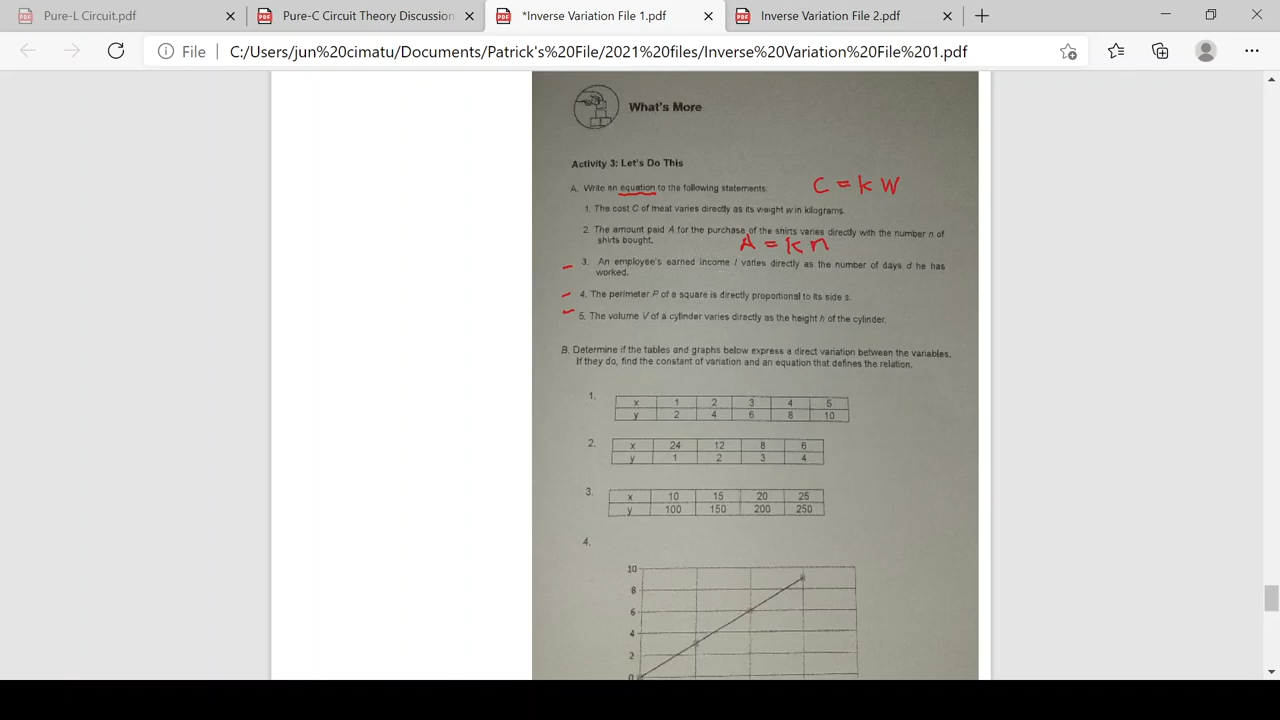 Pure-L Circuit.pdf
Pure-C Circuit Theory Discussion
*Inverse Variation File 1.pdf
Inverse Variation File 2.pdf
File
C:/Users/jun%20cimatu/Documents/Patrick's%20File/2021%20files/Inverse%20Variation%20File%201.pdf
What's More
Activity 3: Let's Do This
A. Write an equation to the following statements.
C = k W
1. The cost C of meat varies directly as its weight w in kilograms.
2. The amount paid A for the purchase of the shirts varies directly with the number n of
shirts bought.
A = k n
3. An employee's earned income I varies directly as the number of days d he has
worked.
4. The perimeter P of a square is directly proportional to its side s.
5. The volume V of a cylinder varies directly as the height h of the cylinder.
B. Determine if the tables and graphs below express a direct variation between the variables.
If they do, find the constant of variation and an equation that defines the relation.
1.
x 1 2 3 4 5
y 2 4 6 8 10
2.
x 24 12 8 6
y 1 2 3 4
3.
x 10 15 20 25
y 100 150 200 250
4.
10
8
6
4
2
0